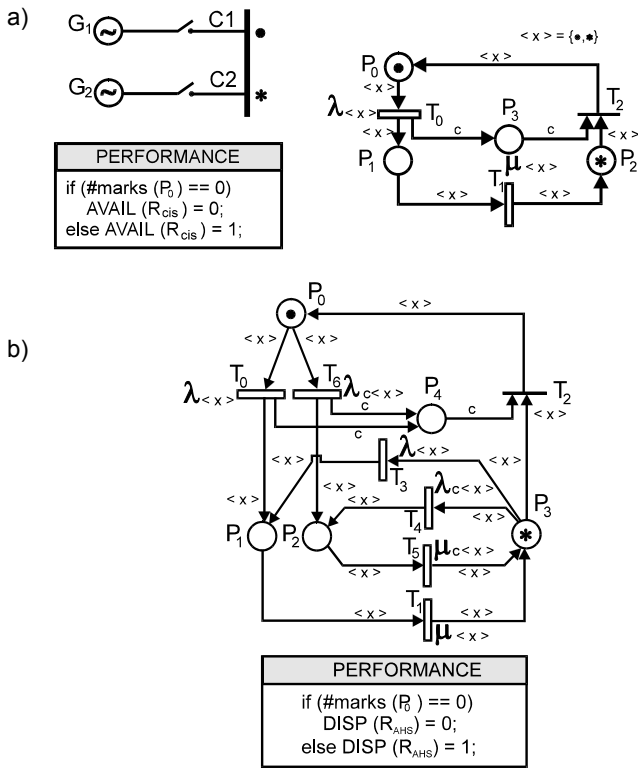 a)
G1 C1
G2 C2
PERFORMANCE
if (#marks (P0) == 0)
AVAIL (Rcis) = 0;
else AVAIL (Rcis) = 1;
< x > = {•,*}
< x >
P0
< x >
λ< x > T0
< x > c P3 c
T2
< x >
P1
μ< x >
P2
T1
< x > < x >
b)
P0
< x >
< x > < x >
T0 T6
λ< x > λc< x >
P4
c c
c
T2
< x >
λ< x >
< x > < x >
T3
λc< x >
< x > < x >
< x > < x >
P3
P1 P2
T4
T5 μc< x >
< x > < x >
T1
< x > < x >
μ< x >
PERFORMANCE
if (#marks (P0) == 0)
DISP (RAHS) = 0;
else DISP (RAHS) = 1;